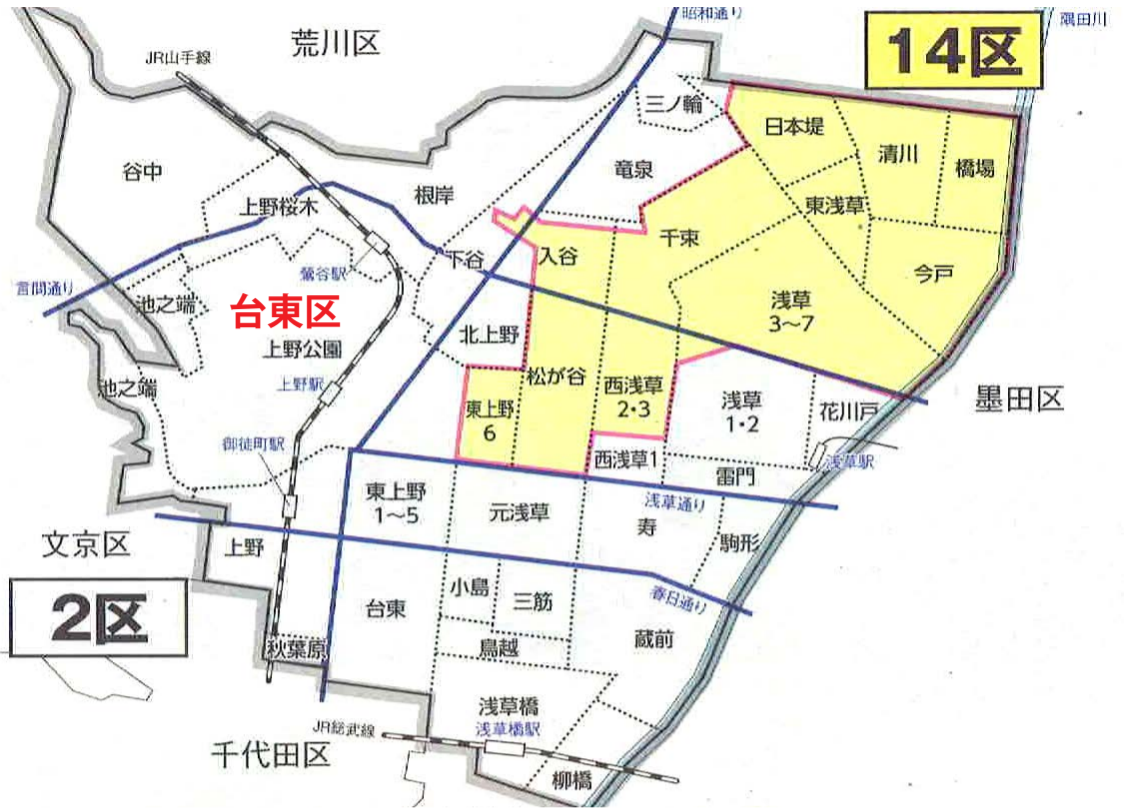 昭和通り
隅田川
14区
荒川区
JR山手線
三ノ輪
日本堤
清川
橋場
谷中
竜泉
根岸
上野桜木
東浅草
千束
入谷
下谷
鶯谷駅
今戸
言問通り
池之端
台東区
浅草
3〜7
北上野
上野公園
松が谷
池之端
上野駅
西浅草
2・3
東上野
6
浅草
1・2
花川戸
墨田区
御徒町駅
西浅草1
浅草駅
雷門
浅草通り
東上野
1〜5
元浅草
寿
駒形
文京区
上野
2区
小島
三筋
春日通り
台東
蔵前
秋葉原
鳥越
浅草橋
JR総武線
浅草橋駅
千代田区
柳橋